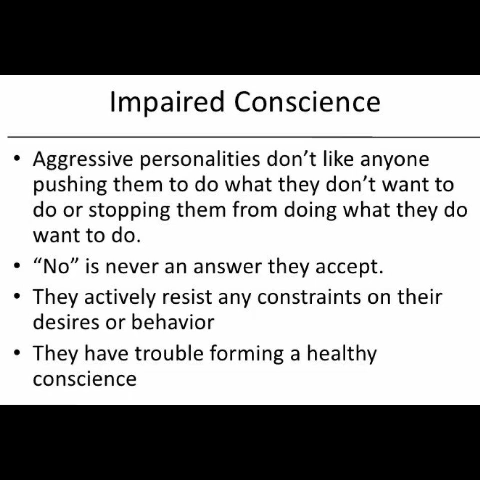 Impaired Conscience
• Aggressive personalities don't like anyone
pushing them to do what they don't want to
do or stopping them from doing what they do
want to do.
• “No” is never an answer they accept.
• They actively resist any constraints on their
desires or behavior
• They have trouble forming a healthy
conscience